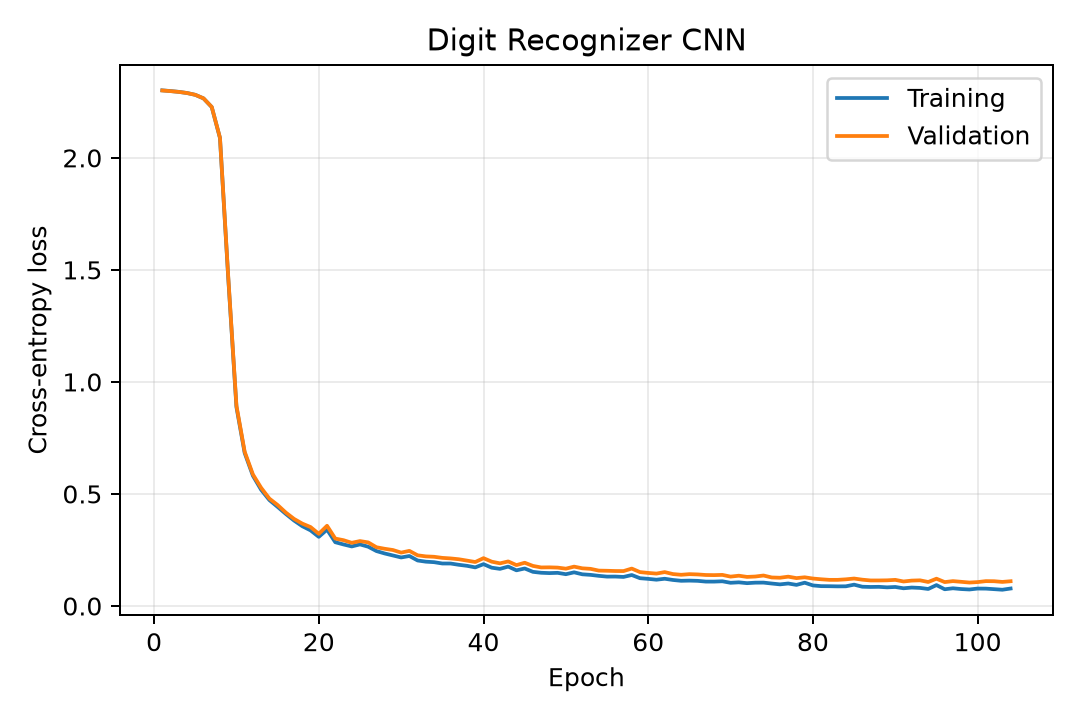 Digit Recognizer CNN
Training
Validation
Cross-entropy loss
2.0
1.5
1.0
0.5
0.0
0 20 40 60 80 100
Epoch